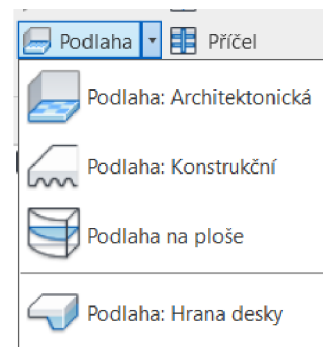 Podlaha Příčel
Podlaha: Architektonická
Podlaha: Konstrukční
Podlaha na ploše
Podlaha: Hrana desky